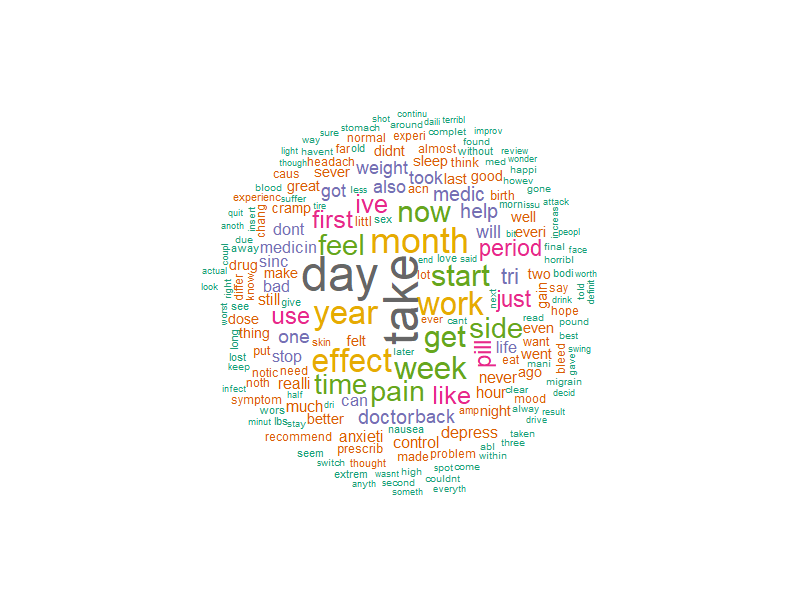 continu
shot
daili
terribl
around
sure
stomach
way
normal
experi
complet
improv
found
light
havent
far
old
didnt
almost
without
review
though
headach
sever
weight
sleep
think
med
wonder
happi
caus
took
last
good
howev
blood
suffer
great
got
less
also
acn
medic
birth
gone
experienc
cramp
tire
ive
morn
issu
attack
quit
insert
chang
first
littl
sex
now
help
well
increas
anoth
dont
feel
month
will
everi
peopl
due
medicin
period
final
face
coupl
away
sinc
end
love
said
horribl
actual
drug
make
day
take
lot
start
tri
two
bodi
worth
look
right
differ
know
bad
next
gain
say
told
definit
see
still
give
year
work
just
drink
worst
dose
use
ever
cant
side
even
hope
pound
long
thing
one
skin
felt
get
read
want
best
lost
put
stop
effect
later
pill
life
went
mani
bleed
swing
keep
notic
need
week
eat
ago
migrain
gave
infect
noth
realli
time
pain
like
never
clear
mood
decid
symptom
half
dri
can
hour
wors
much
doctor
back
amp
night
alway
result
minut
lbs
stay
better
drive
recommend
anxieti
nausea
control
depress
taken
three
seem
prescrib
made
problem
abl
within
switch
thought
extrem
wasnt
high
spot
come
couldnt
anyth
second
someth
everyth
bit